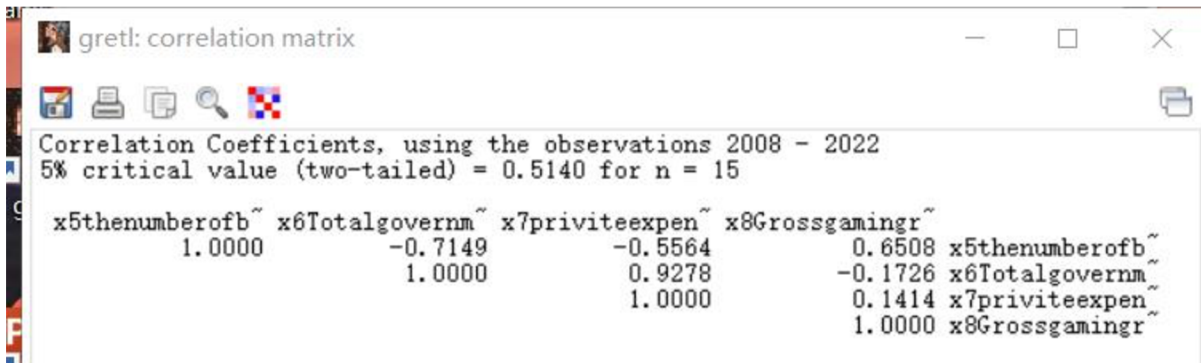 gretl: correlation matrix
Correlation Coefficients, using the observations 2008 - 2022
5% critical value (two-tailed) = 0.5140 for n = 15
x5thenumberofb~ x6Totalgovernm~ x7priviteexpen~ x8Grossgamingr~
1.0000 -0.7149 -0.5564 0.6508 x5thenumberofb~
1.0000 0.9278 -0.1726 x6Totalgovernm~
1.0000 0.1414 x7priviteexpen~
1.0000 x8Grossgamingr~